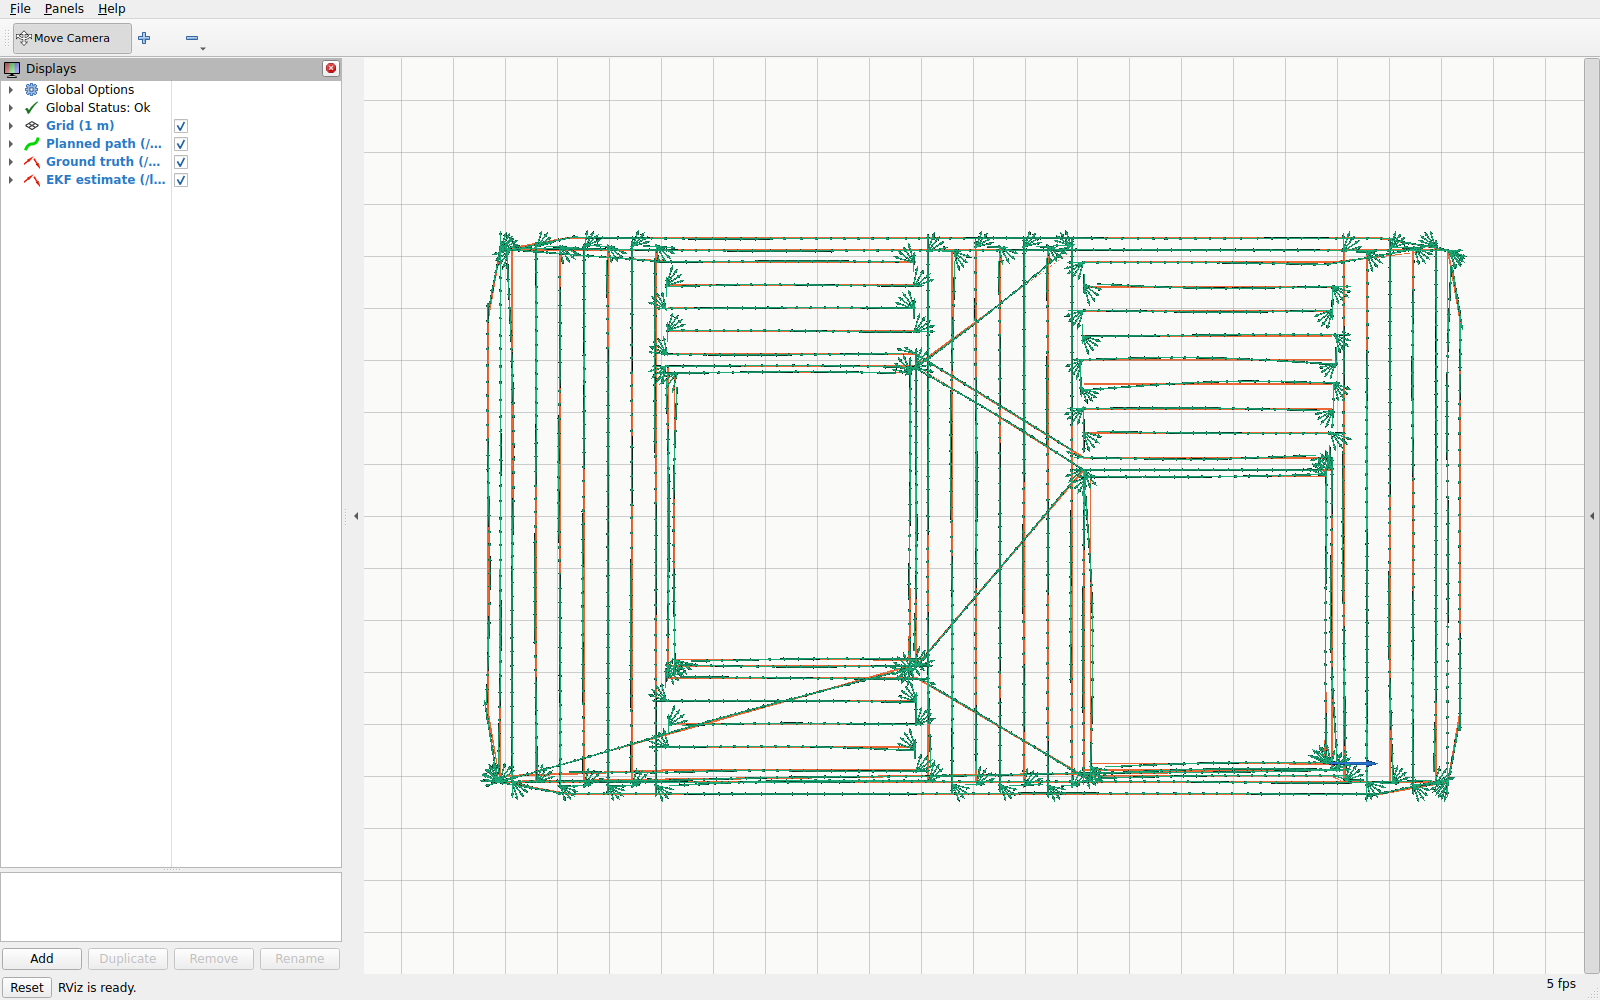 File Panels Help
Move Camera
Displays
Global Options
Global Status: Ok
Grid (1 m)
Planned path (/...
Ground truth (/...
EKF estimate (/l...
Add Duplicate Remove Rename
Reset RViz is ready. 5 fps